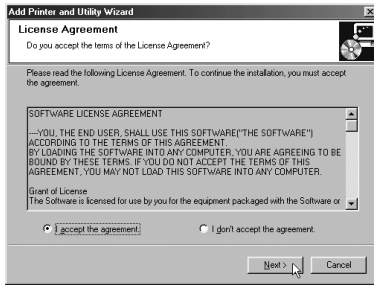 Add Printer and Utility Wizard
License Agreement
Do you accept the terms of the License Agreement?
Please read the following License Agreement. To continue the installation, you must accept
the agreement.
SOFTWARE LICENSE AGREEMENT
----YOU, THE END USER, SHALL USE THIS SOFTWARE("THE SOFTWARE")
ACCORDING TO THE TERMS OF THIS AGREEMENT.
BY LOADING THE SOFTWARE INTO ANY COMPUTER, YOU ARE AGREEING TO BE
BOUND BY THESE TERMS. IF YOU DO NOT ACCEPT THE TERMS OF THIS
AGREEMENT, YOU MAY NOT LOAD THIS SOFTWARE INTO ANY COMPUTER.
Grant of License
The Software is licensed for use by you for the equipment packaged with the Software or
I accept the agreement.
I don't accept the agreement.
Next >
Cancel